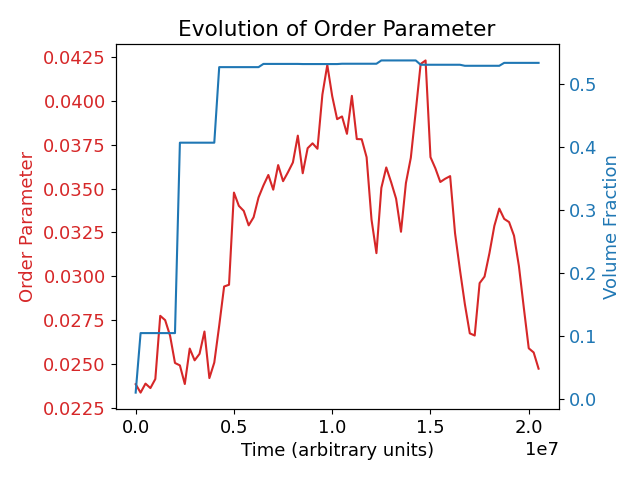 Evolution of Order Parameter
Order Parameter
0.0425
0.0400
0.0375
0.0350
0.0325
0.0300
0.0275
0.0250
0.0225
0.5
0.4
0.3
0.2
0.1
0.0
Volume Fraction
0.0 0.5 1.0 1.5 2.0
1e7
Time (arbitrary units)